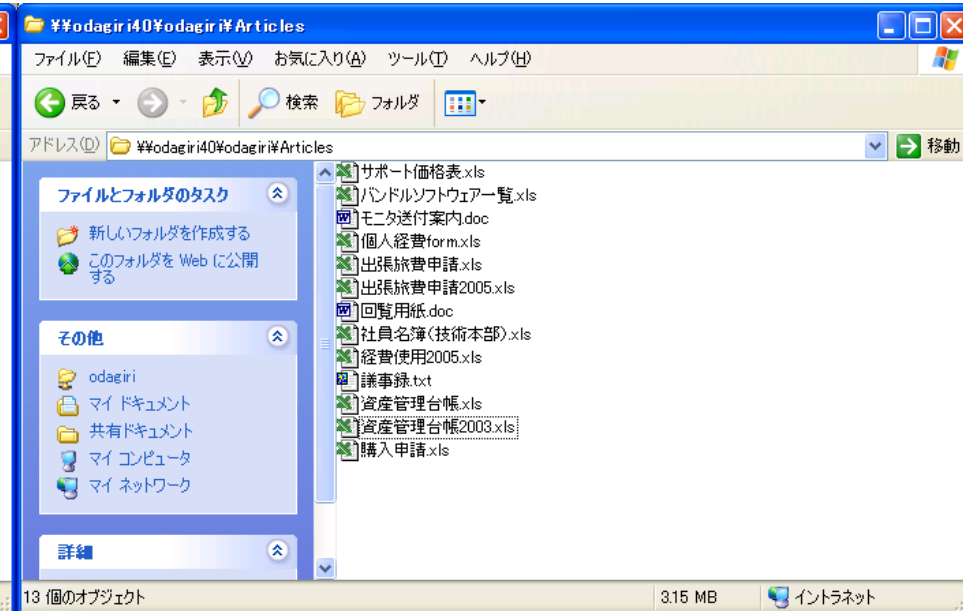 ¥¥odagiri40¥odagiri¥Articles
ファイル(F) 編集(E) 表示(V) お気に入り(A) ツール(T) ヘルプ(H)
戻る 検索 フォルダ
アドレス(D) ¥¥odagiri40¥odagiri¥Articles 移動
ファイルとフォルダのタスク
新しいフォルダを作成する
このフォルダを Web に公開
する
その他
odagiri
マイ ドキュメント
共有ドキュメント
マイ コンピュータ
マイ ネットワーク
詳細
サポート価格表.xls
バンドルソフトウェア一覧.xls
モニタ送付案内.doc
個人経費form.xls
出張旅費申請.xls
出張旅費申請2005.xls
回覧用紙.doc
社員名簿(技術本部).xls
経費使用2005.xls
議事録.txt
資産管理台帳.xls
資産管理台帳2003.xls
購入申請.xls
13 個のオブジェクト 3.15 MB イントラネット